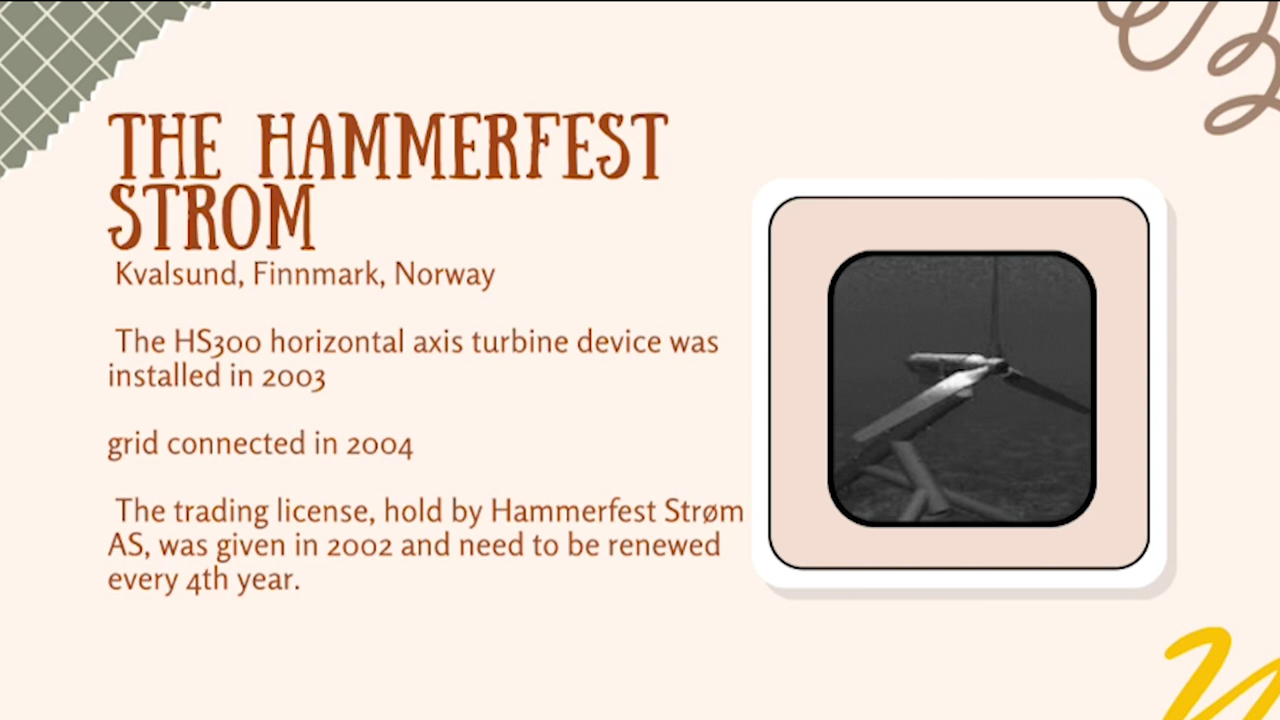 THE HAMMERFEST
STROM
Kvalsund, Finnmark, Norway
The HS300 horizontal axis turbine device was
installed in 2003
grid connected in 2004
The trading license, hold by Hammerfest Strøm
AS, was given in 2002 and need to be renewed
every 4th year.